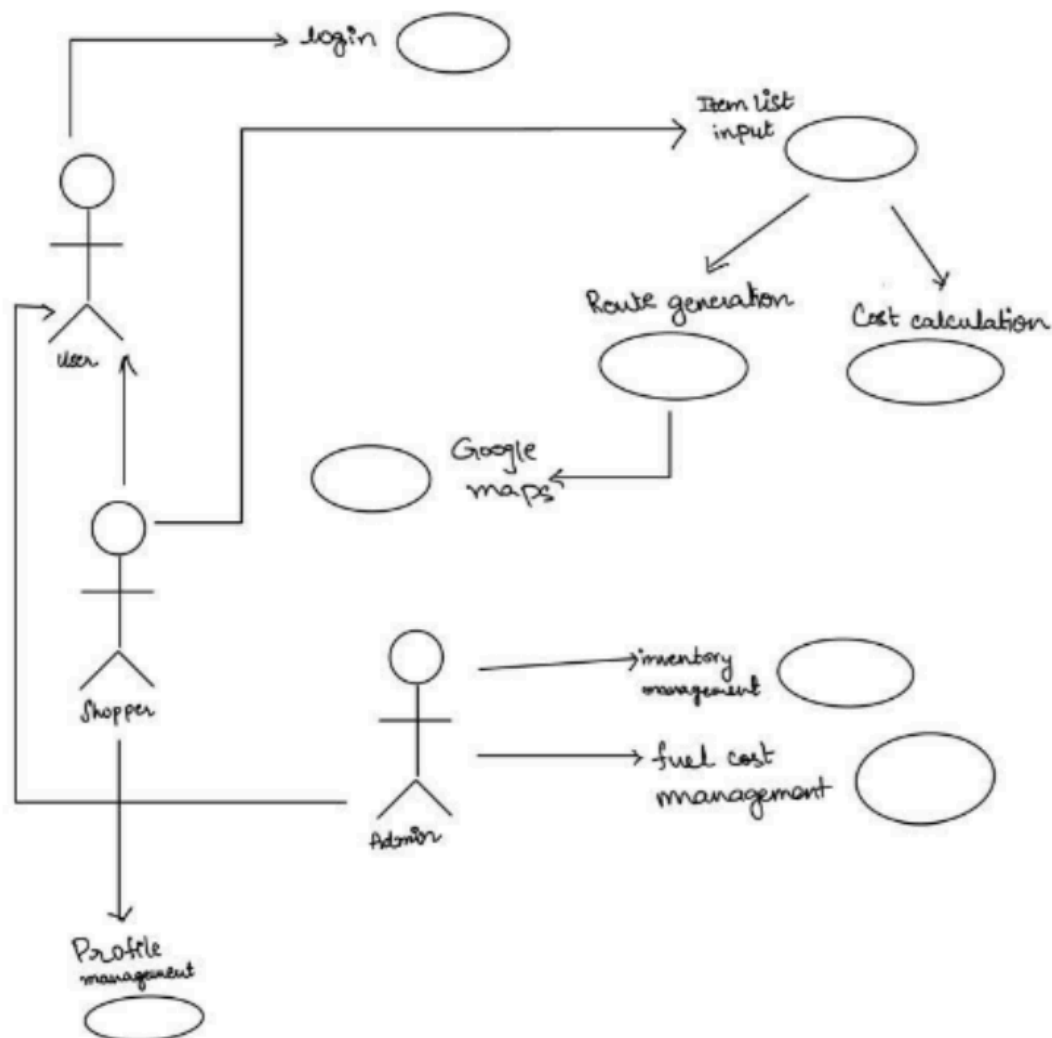 login
Item list
input
Route generation
Cost calculation
User
Google
maps
Shopper
inventory
management
fuel cost
management
Admin
Profile
management